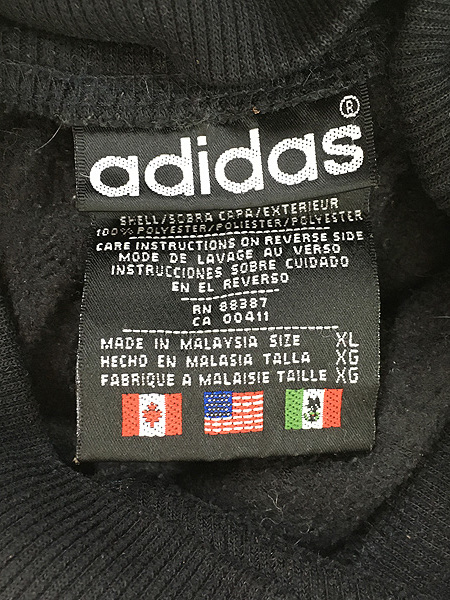 adidas®
SHELL/SOBRA CAPA/EXTERIEUR
100% POLYESTER/POLIESTER/POLYESTER
CARE INSTRUCTIONS ON REVERSE SIDE
MODE DE LAVAGE AU VERSO
INSTRUCCIONES SOBRE CUIDADO
EN EL REVERSO
RN 88387
CA 00411
MADE IN MALAYSIA SIZE XL
HECHO EN MALASIA TALLA XG
FABRIQUE A MALAISIE TAILLE XG